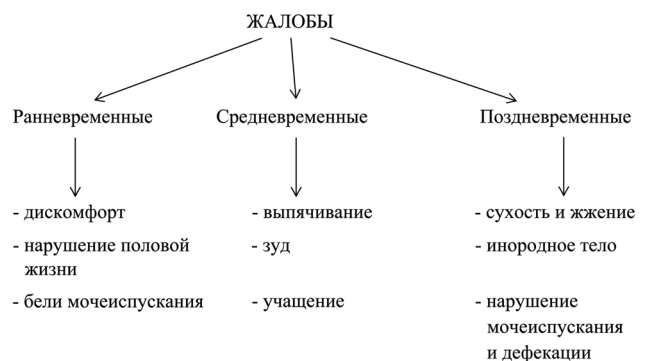 ЖАЛОБЫ
Ранневременные
Средневременные
Поздневременные
- дискомфорт
- нарушение половой
жизни
- бели мочеиспускания
- выпячивание
- зуд
- учащение
- сухость и жжение
- инородное тело
- нарушение
мочеиспускания
и дефекации